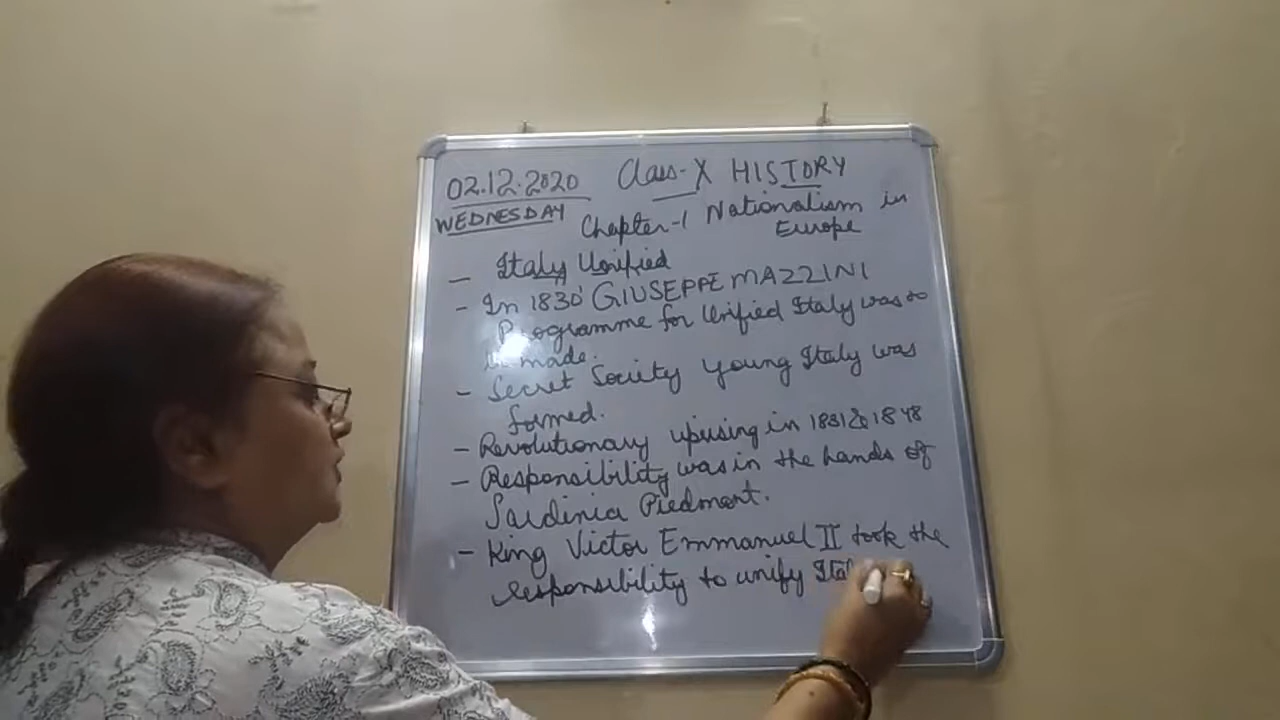 02.12.2020 Class-X HISTORY
WEDNESDAY
Chapter-1 Nationalism in
Europe
- Italy Unified
- In 1830' GIUSEPPE MAZZINI
Programme for Unified Italy was to
be made.
- Secret Society Young Italy was
formed.
- Revolutionary uprising in 1831 & 1848
- Responsibility was in the hands of
Sardinia Piedmont.
- King Victor Emmanuel II took the
responsibility to unify Ital